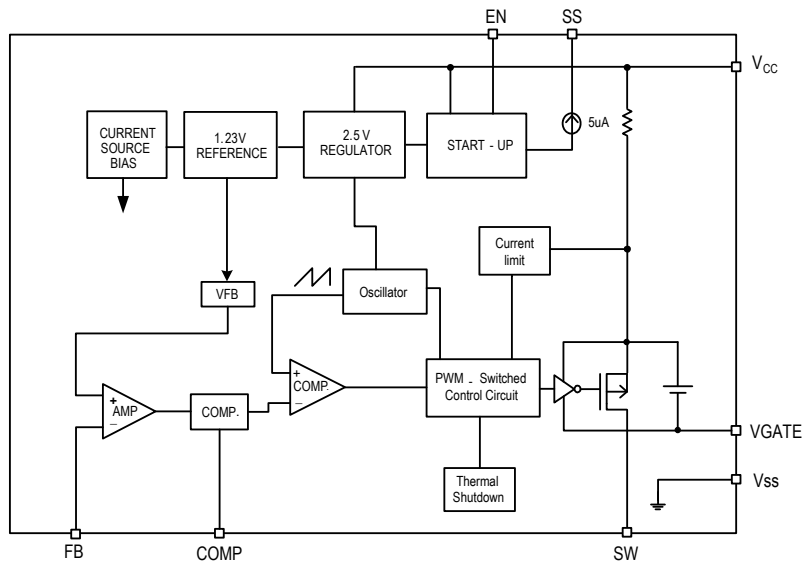 EN
SS
VCC
CURRENT
SOURCE
BIAS
1.23V
REFERENCE
2.5 V
REGULATOR
START - UP
5uA
Current
limit
VFB
Oscillator
+
AMP
−
COMP.
+
COMP.
−
PWM - Switched
Control Circuit
VGATE
Thermal
Shutdown
Vss
FB
COMP
SW